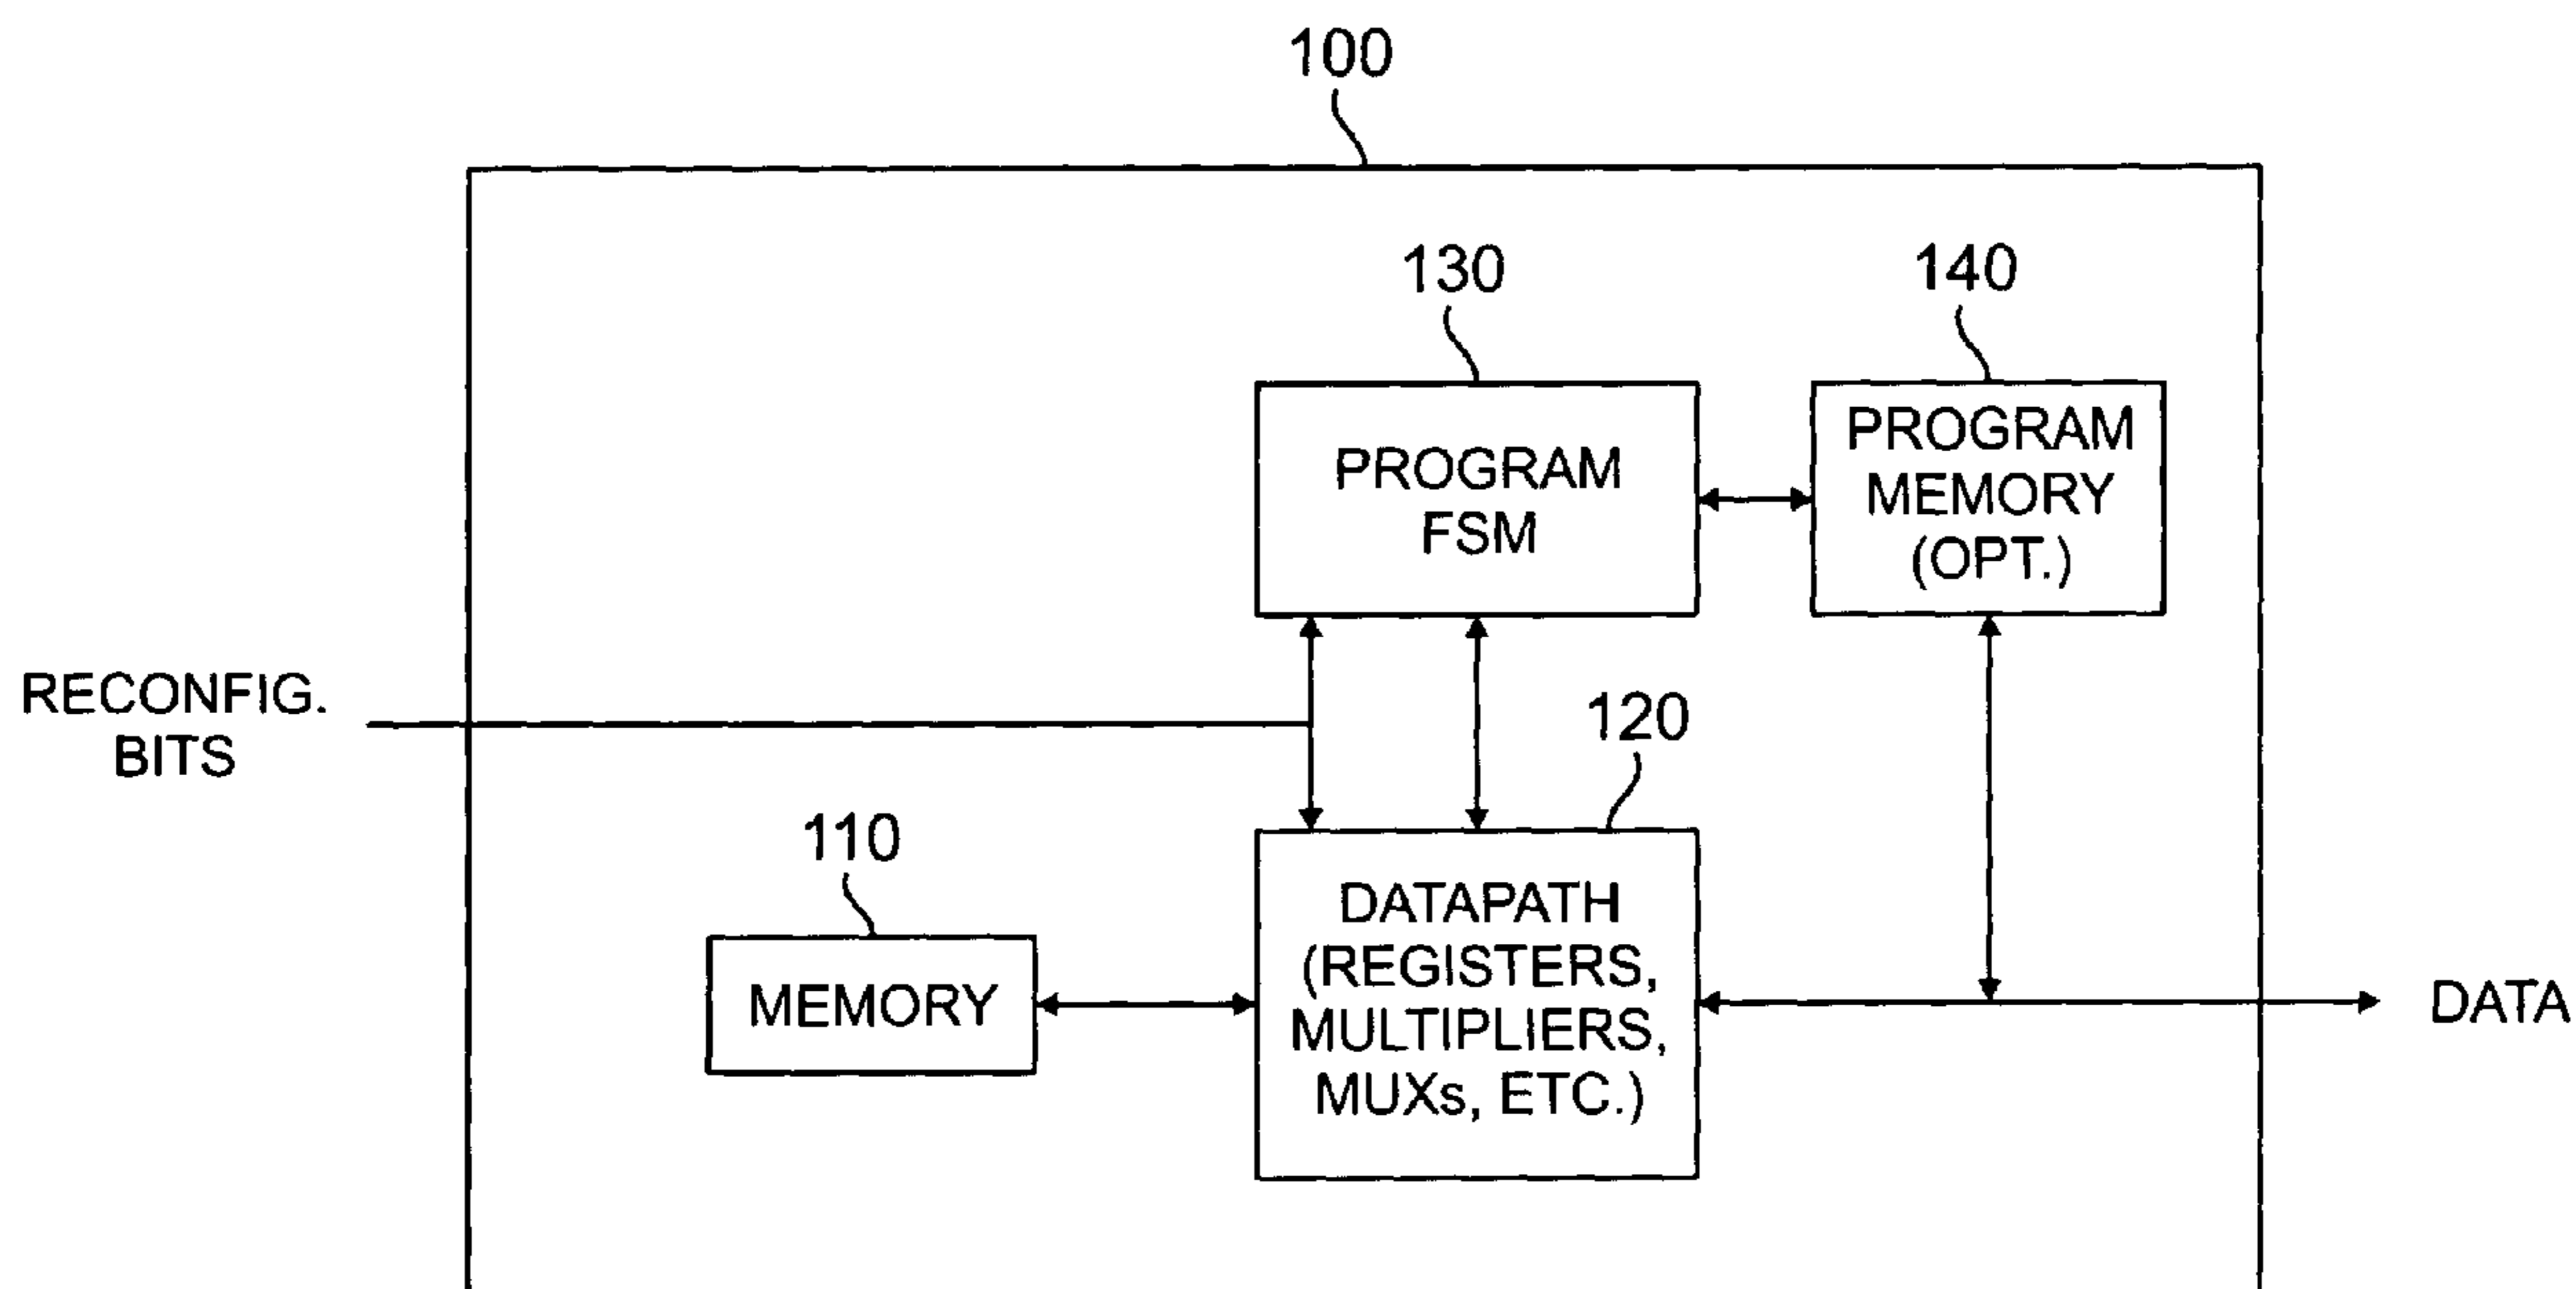 100
130
140
PROGRAM
FSM
PROGRAM
MEMORY
(OPT.)
RECONFIG.
BITS
120
110
MEMORY
DATAPATH
(REGISTERS,
MULTIPLIERS,
MUXs, ETC.)
DATA